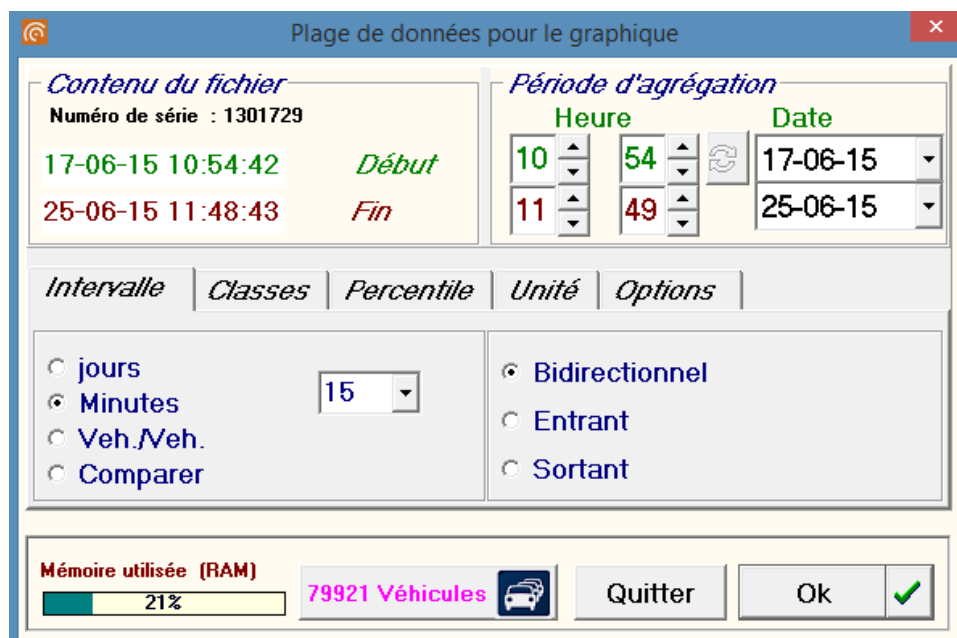 Plage de données pour le graphique
Contenu du fichier
Numéro de série : 1301729
17-06-15 10:54:42 Début
25-06-15 11:48:43 Fin
Période d'agrégation
Heure Date
10 54 17-06-15
11 49 25-06-15
Intervalle Classes Percentile Unité Options
jours
Minutes 15
Veh./Veh.
Comparer
Bidirectionnel
Entrant
Sortant
Mémoire utilisée (RAM)
21%
79921 Véhicules
Quitter
Ok